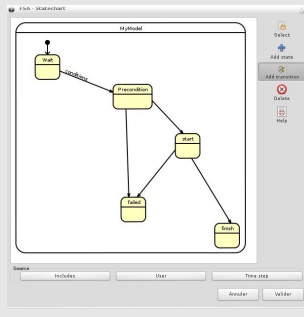 FSA - Statechart
MyModel
Select
Wait
Add state
condition1
Add transition
Precondition
Delete
Help
start
failed
finish
Source
Includes
User
Time step
Annuler
Valider